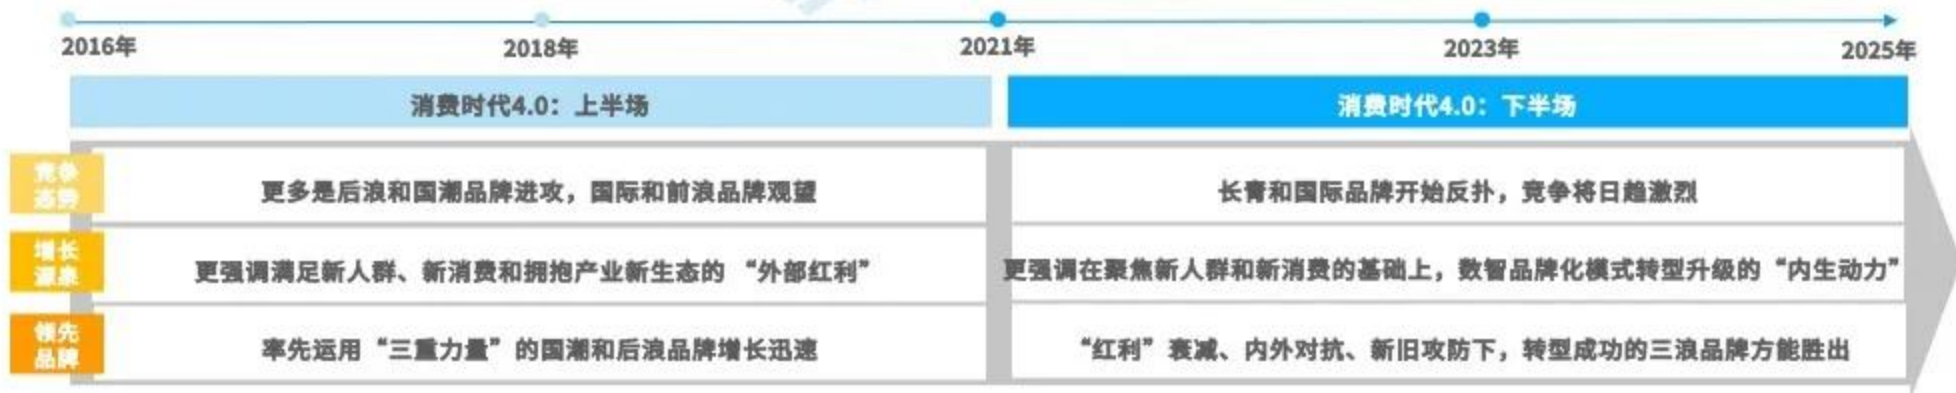 2016年
2018年
2021年
2023年
2025年
消费时代4.0：上半场
消费时代4.0：下半场
竞争
态势
更多是后浪和国潮品牌进攻，国际和前浪品牌观望
长青和国际品牌开始反扑，竞争将日趋激烈
增长
源泉
更强调满足新人群、新消费和拥抱产业新生态的 “外部红利”
更强调在聚焦新人群和新消费的基础上，数智品牌化模式转型升级的“内生动力”
领先
品牌
率先运用“三重力量”的国潮和后浪品牌增长迅速
“红利”衰减、内外对抗、新旧攻防下，转型成功的三浪品牌方能胜出